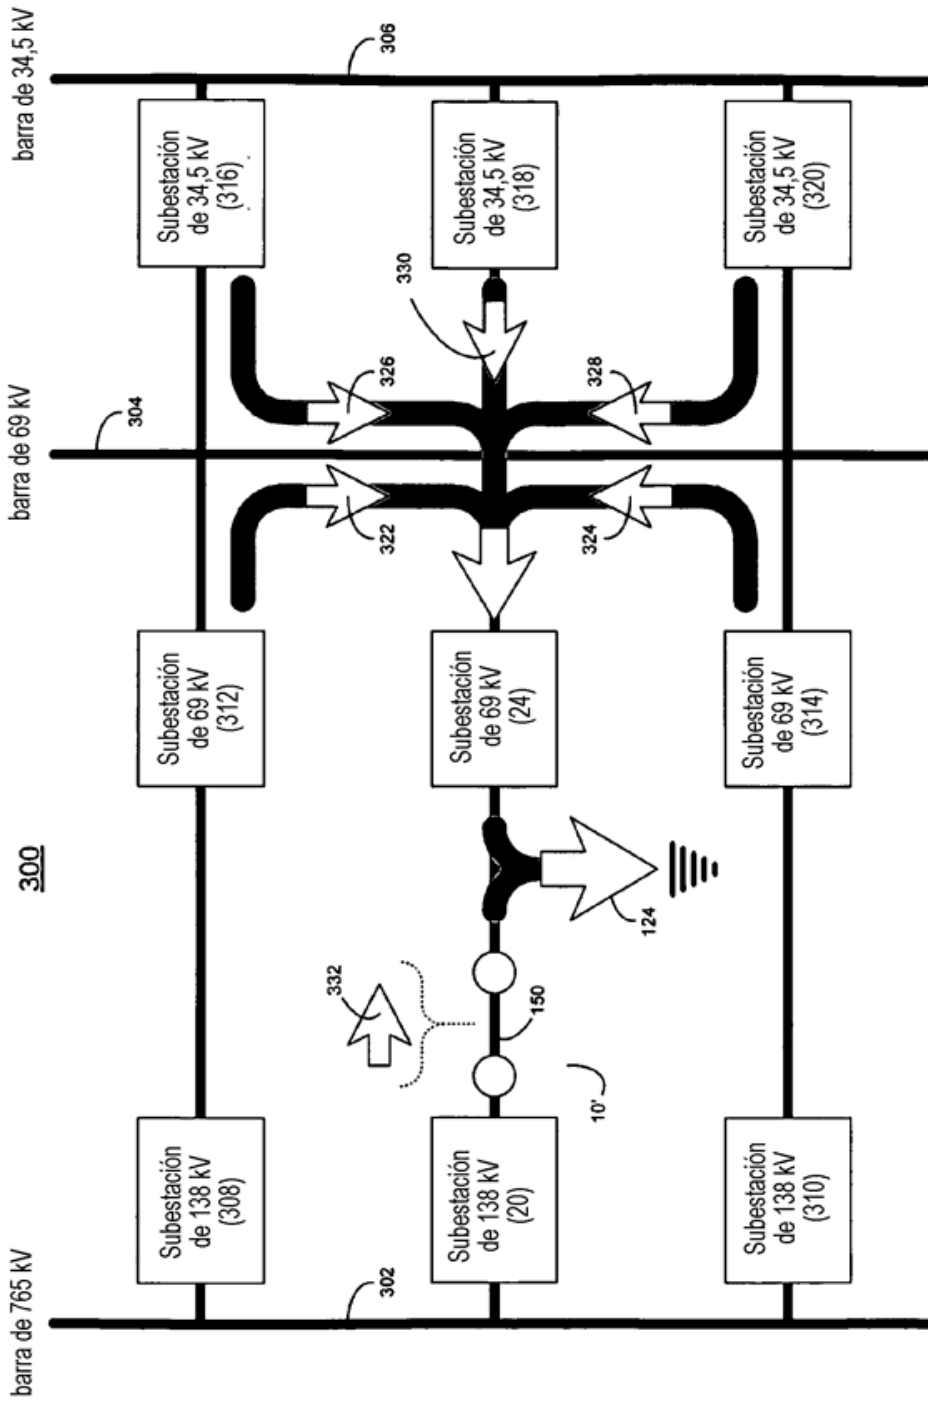 300
barra de 765 kV
barra de 69 kV
barra de 34,5 kV
302
304
306
Subestación
de 138 kV
(308)
Subestación
de 69 kV
(312)
Subestación
de 34,5 kV
(316)
322
326
332
330
Subestación
de 138 kV
(20)
150
Subestación
de 69 kV
(24)
Subestación
de 34,5 kV
(318)
10'
124
324
328
Subestación
de 138 kV
(310)
Subestación
de 69 kV
(314)
Subestación
de 34,5 kV
(320)